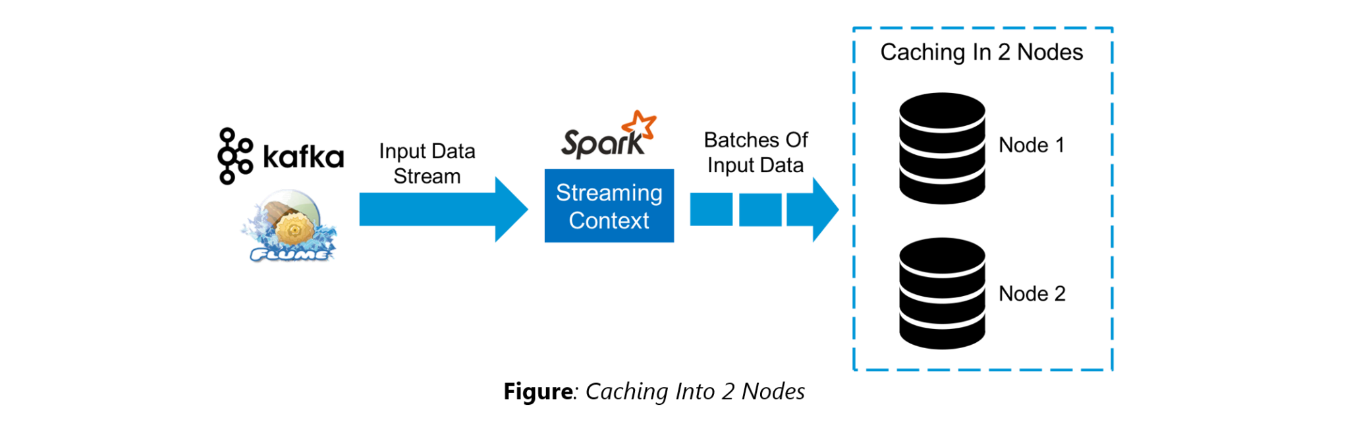 Caching In 2 Nodes
kafka
Input Data
Stream
Spark
Batches Of
Input Data
Node 1
Streaming
Context
FLUME
Node 2
Figure: Caching Into 2 Nodes